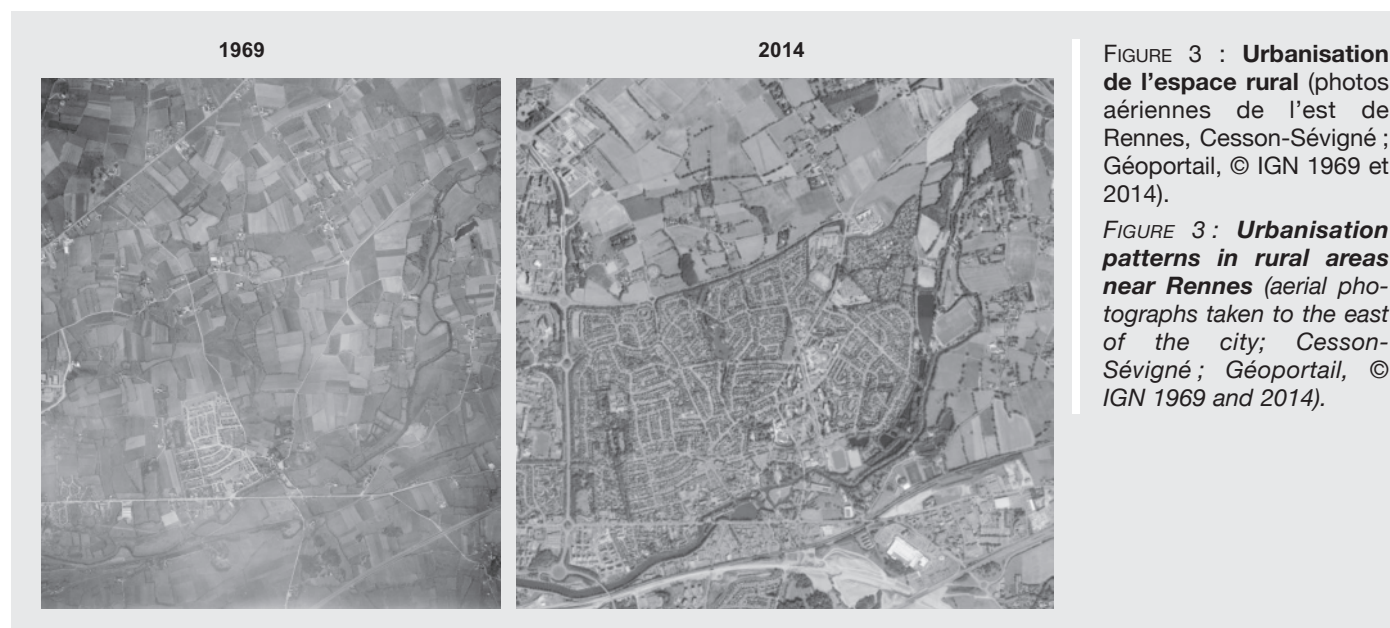 1969
2014
FIGURE 3 : Urbanisation
de l'espace rural (photos
aériennes de l'est de
Rennes, Cesson-Sévigné ;
Géoportail, © IGN 1969 et
2014).
FIGURE 3 : Urbanisation
patterns in rural areas
near Rennes (aerial pho-
tographs taken to the east
of the city; Cesson-
Sévigné ; Géoportail, ©
IGN 1969 and 2014).